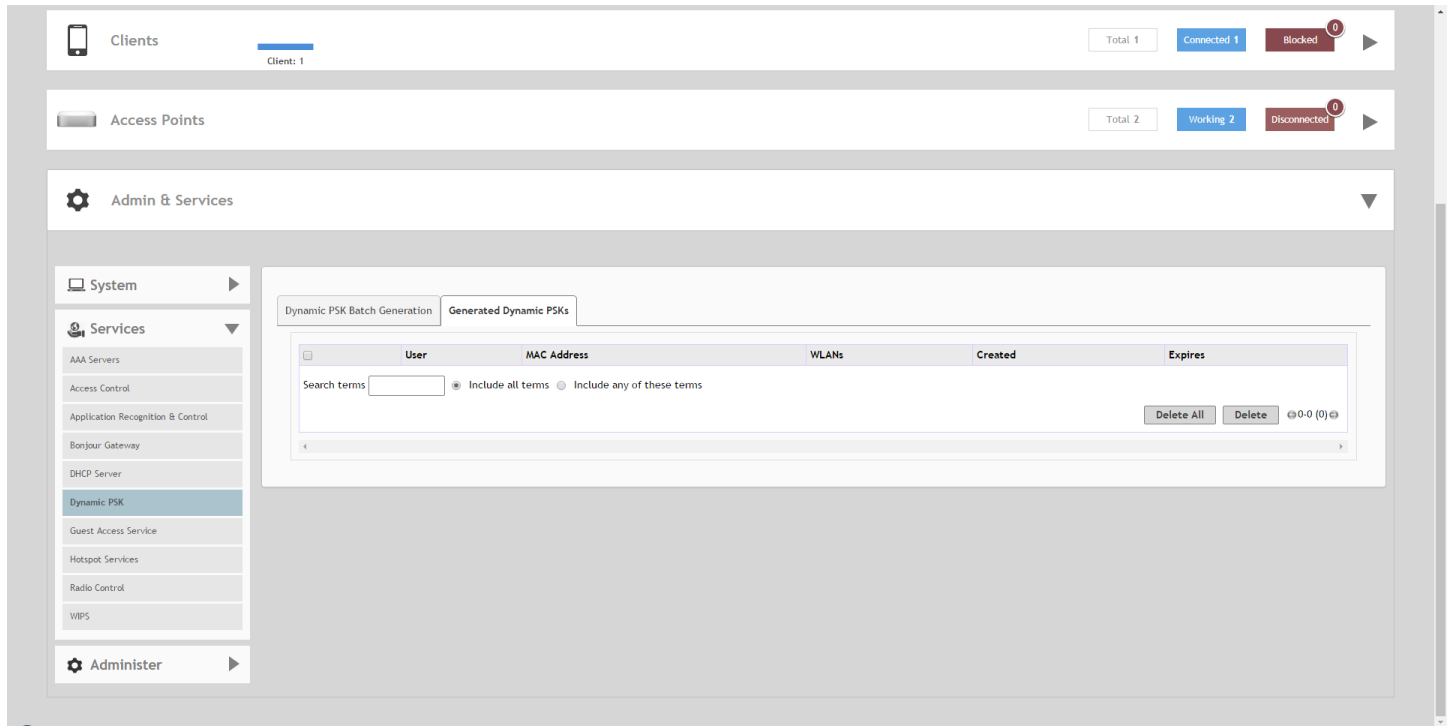 Clients
Client: 1
Total 1
Connected 1
Blocked
0
Access Points
Total 2
Working 2
Disconnected
0
Admin & Services
System
Services
AAA Servers
Access Control
Application Recognition & Control
Bonjour Gateway
DHCP Server
Dynamic PSK
Guest Access Service
Hotspot Services
Radio Control
WIPS
Administer
Dynamic PSK Batch Generation
Generated Dynamic PSKs
User MAC Address WLANs Created Expires
Search terms Include all terms Include any of these terms
Delete All Delete 0-0 (0)